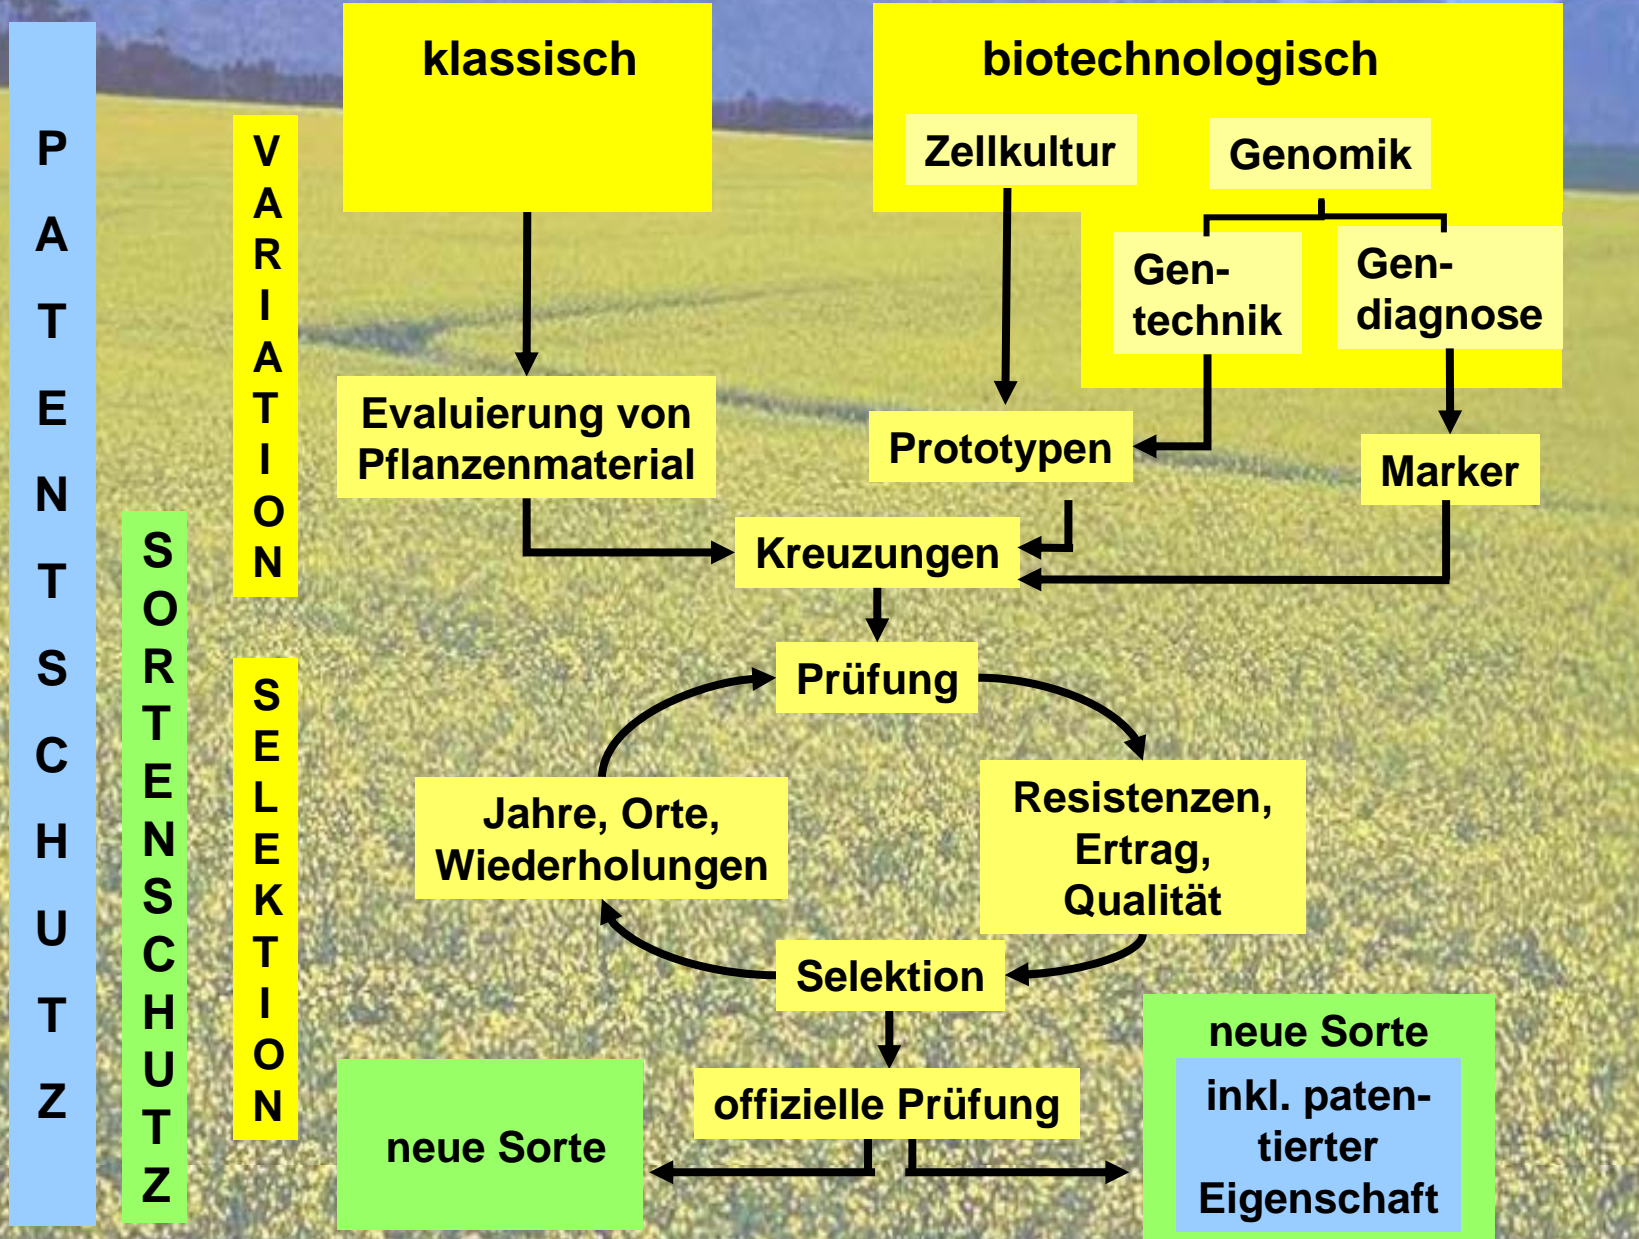 PATENTSCHUTZ
SORTENSCHUTZ
VARIATION
SELEKTION
klassisch
biotechnologisch
Zellkultur
Genomik
Gen-
technik
Gen-
diagnose
Evaluierung von
Pflanzenmaterial
Prototypen
Marker
Kreuzungen
Prüfung
Jahre, Orte,
Wiederholungen
Resistenzen,
Ertrag,
Qualität
Selektion
offizielle Prüfung
neue Sorte
neue Sorte
inkl. paten-
tierter
Eigenschaft